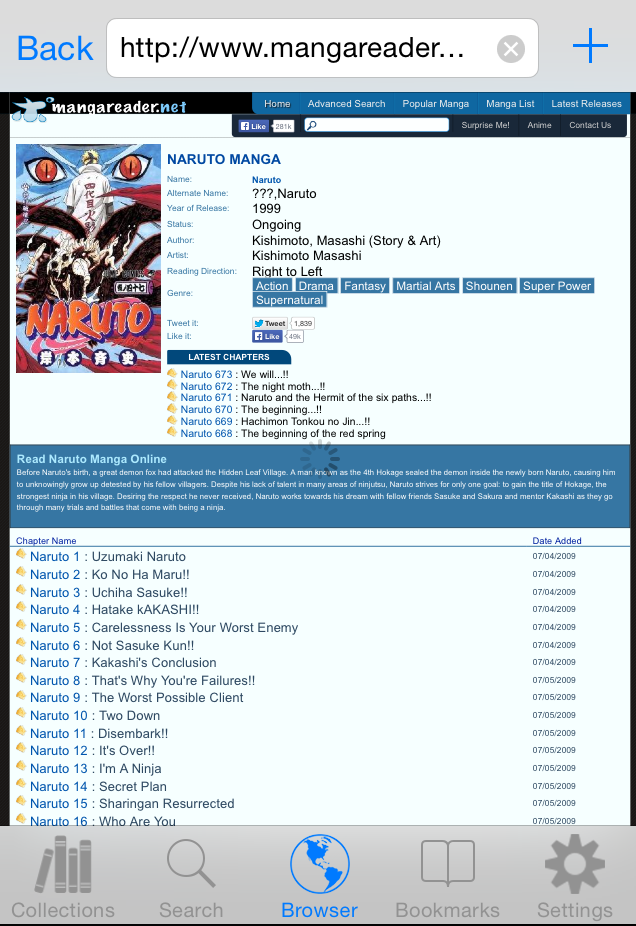 Back
http://www.mangareader...
mangareader.net
Home Advanced Search Popular Manga Manga List Latest Releases
Like 281k Surprise Me! Anime Contact Us
四代目火影
NARUTO
岸本斉史
NARUTO MANGA
Name: Naruto
Alternate Name: ???,Naruto
Year of Release: 1999
Status: Ongoing
Author: Kishimoto, Masashi (Story & Art)
Artist: Kishimoto Masashi
Reading Direction: Right to Left
Genre: Action Drama Fantasy Martial Arts Shounen Super Power
Supernatural
Tweet it: Tweet 1,839
Like it: Like 49k
LATEST CHAPTERS
Naruto 673 : We will...!!
Naruto 672 : The night moth...!!
Naruto 671 : Naruto and the Hermit of the six paths...!!
Naruto 670 : The beginning...!!
Naruto 669 : Hachimon Tonkou no Jin...!!
Naruto 668 : The beginning of the red spring
Read Naruto Manga Online
Before Naruto's birth, a great demon fox had attacked the Hidden Leaf Village. A man known as the 4th Hokage sealed the demon inside the newly born Naruto, causing him
to unknowingly grow up detested by his fellow villagers. Despite his lack of talent in many areas of ninjutsu, Naruto strives for only one goal: to gain the title of Hokage, the
strongest ninja in his village. Desiring the respect he never received, Naruto works towards his dream with fellow friends Sasuke and Sakura and mentor Kakashi as they go
through many trials and battles that come with being a ninja.
Chapter Name Date Added
Naruto 1 : Uzumaki Naruto 07/04/2009
Naruto 2 : Ko No Ha Maru!! 07/04/2009
Naruto 3 : Uchiha Sasuke!! 07/04/2009
Naruto 4 : Hatake kAKASHI!! 07/04/2009
Naruto 5 : Carelessness Is Your Worst Enemy 07/04/2009
Naruto 6 : Not Sasuke Kun!! 07/04/2009
Naruto 7 : Kakashi's Conclusion 07/04/2009
Naruto 8 : That's Why You're Failures!! 07/05/2009
Naruto 9 : The Worst Possible Client 07/05/2009
Naruto 10 : Two Down 07/05/2009
Naruto 11 : Disembark!! 07/05/2009
Naruto 12 : It's Over!! 07/05/2009
Naruto 13 : I'm A Ninja 07/05/2009
Naruto 14 : Secret Plan 07/05/2009
Naruto 15 : Sharingan Resurrected 07/05/2009
Naruto 16 : Who Are You 07/05/2009
Collections Search Browser Bookmarks Settings